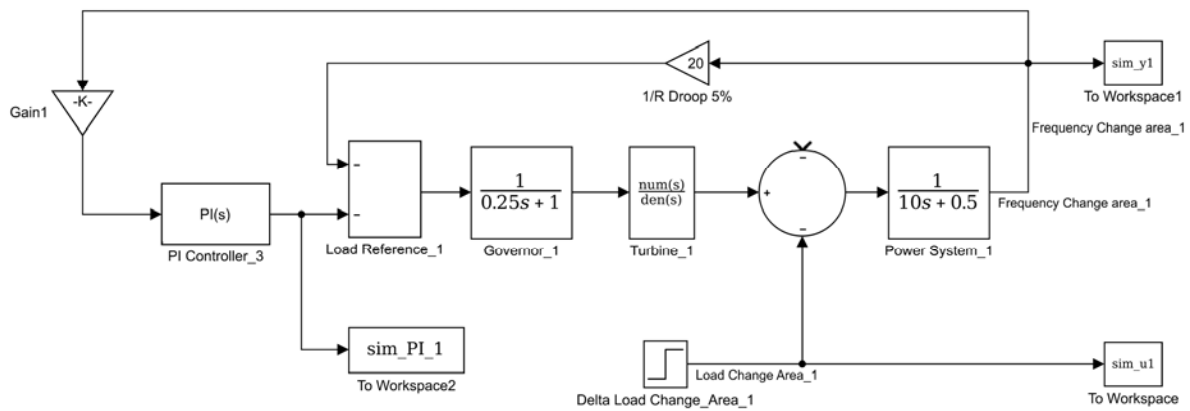 20
1/R Droop 5%
sim_y1
To Workspace1
-K-
Gain1
Frequency Change area_1
-
-
PI(s)
PI Controller_3
Load Reference_1
1
0.25s + 1
Governor_1
num(s)
den(s)
Turbine_1
-
+
-
1
10s + 0.5
Power System_1
Frequency Change area_1
sim_PI_1
To Workspace2
Load Change Area_1
Delta Load Change_Area_1
sim_u1
To Workspace